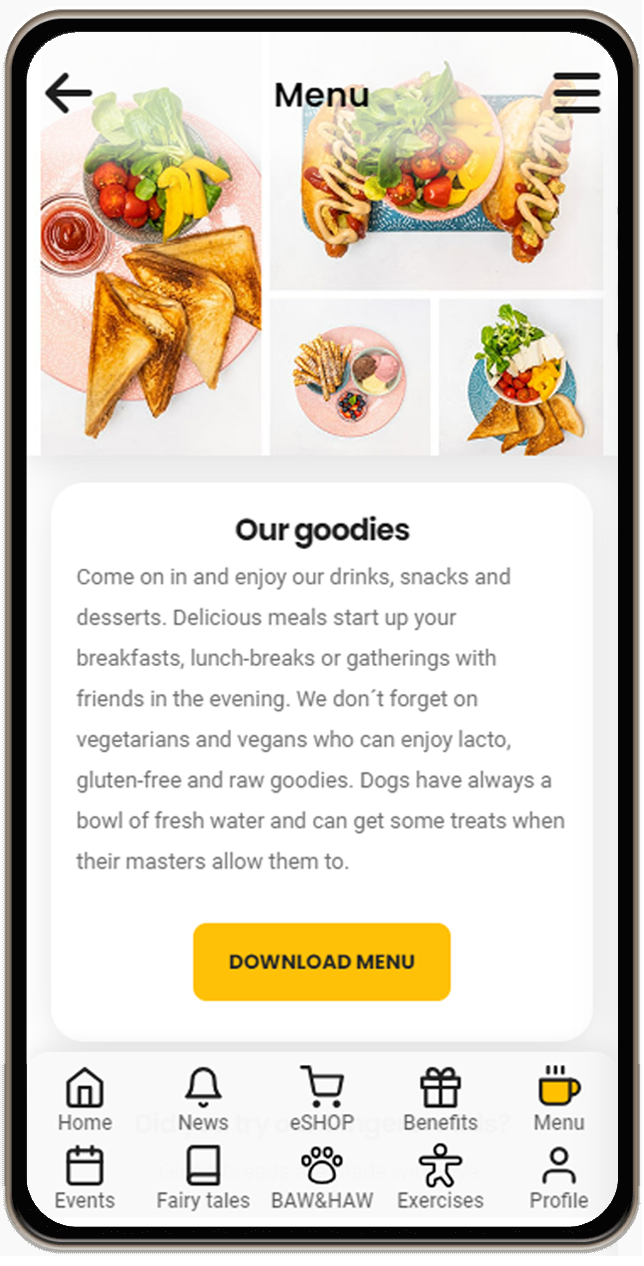 Menu
Our goodies
Come on in and enjoy our drinks, snacks and
desserts. Delicious meals start up your
breakfasts, lunch-breaks or gatherings with
friends in the evening. We don´t forget on
vegetarians and vegans who can enjoy lacto,
gluten-free and raw goodies. Dogs have always a
bowl of fresh water and can get some treats when
their masters allow them to.
DOWNLOAD MENU
Home News eSHOP Benefits Menu
Events Fairy tales BAW&HAW Exercises Profile